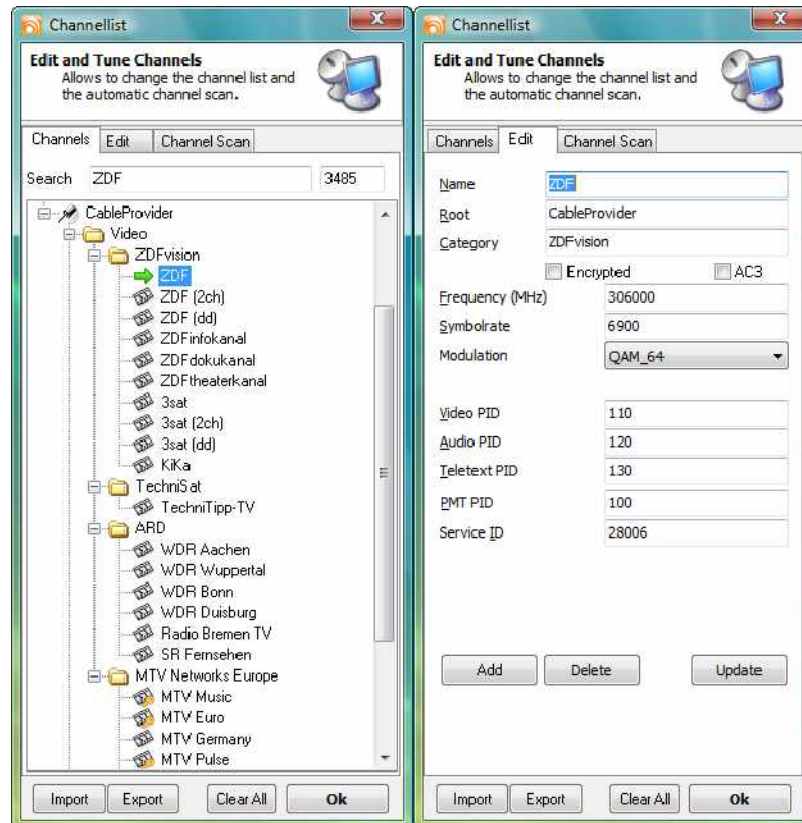 Channellist
Edit and Tune Channels
Allows to change the channel list and
the automatic channel scan.
Channels Edit Channel Scan
Search ZDF 3485
CableProvider
Video
ZDFvision
ZDF
ZDF (2ch)
ZDF (dd)
ZDFinfokanal
ZDFdokukanal
ZDFtheaterkanal
3sat
3sat (2ch)
3sat (dd)
KiKa
TechniSat
TechniTipp-TV
ARD
WDR Aachen
WDR Wuppertal
WDR Bonn
WDR Duisburg
Radio Bremen TV
SR Fernsehen
MTV Networks Europe
MTV Music
MTV Euro
MTV Germany
MTV Pulse
Import Export Clear All Ok
Channellist
Edit and Tune Channels
Allows to change the channel list and
the automatic channel scan.
Channels Edit Channel Scan
Name ZDF
Root CableProvider
Category ZDFvision
Encrypted AC3
Frequency (MHz) 306000
Symbolrate 6900
Modulation QAM_64
Video PID 110
Audio PID 120
Teletext PID 130
PMT PID 100
Service ID 28006
Add Delete Update
Import Export Clear All Ok